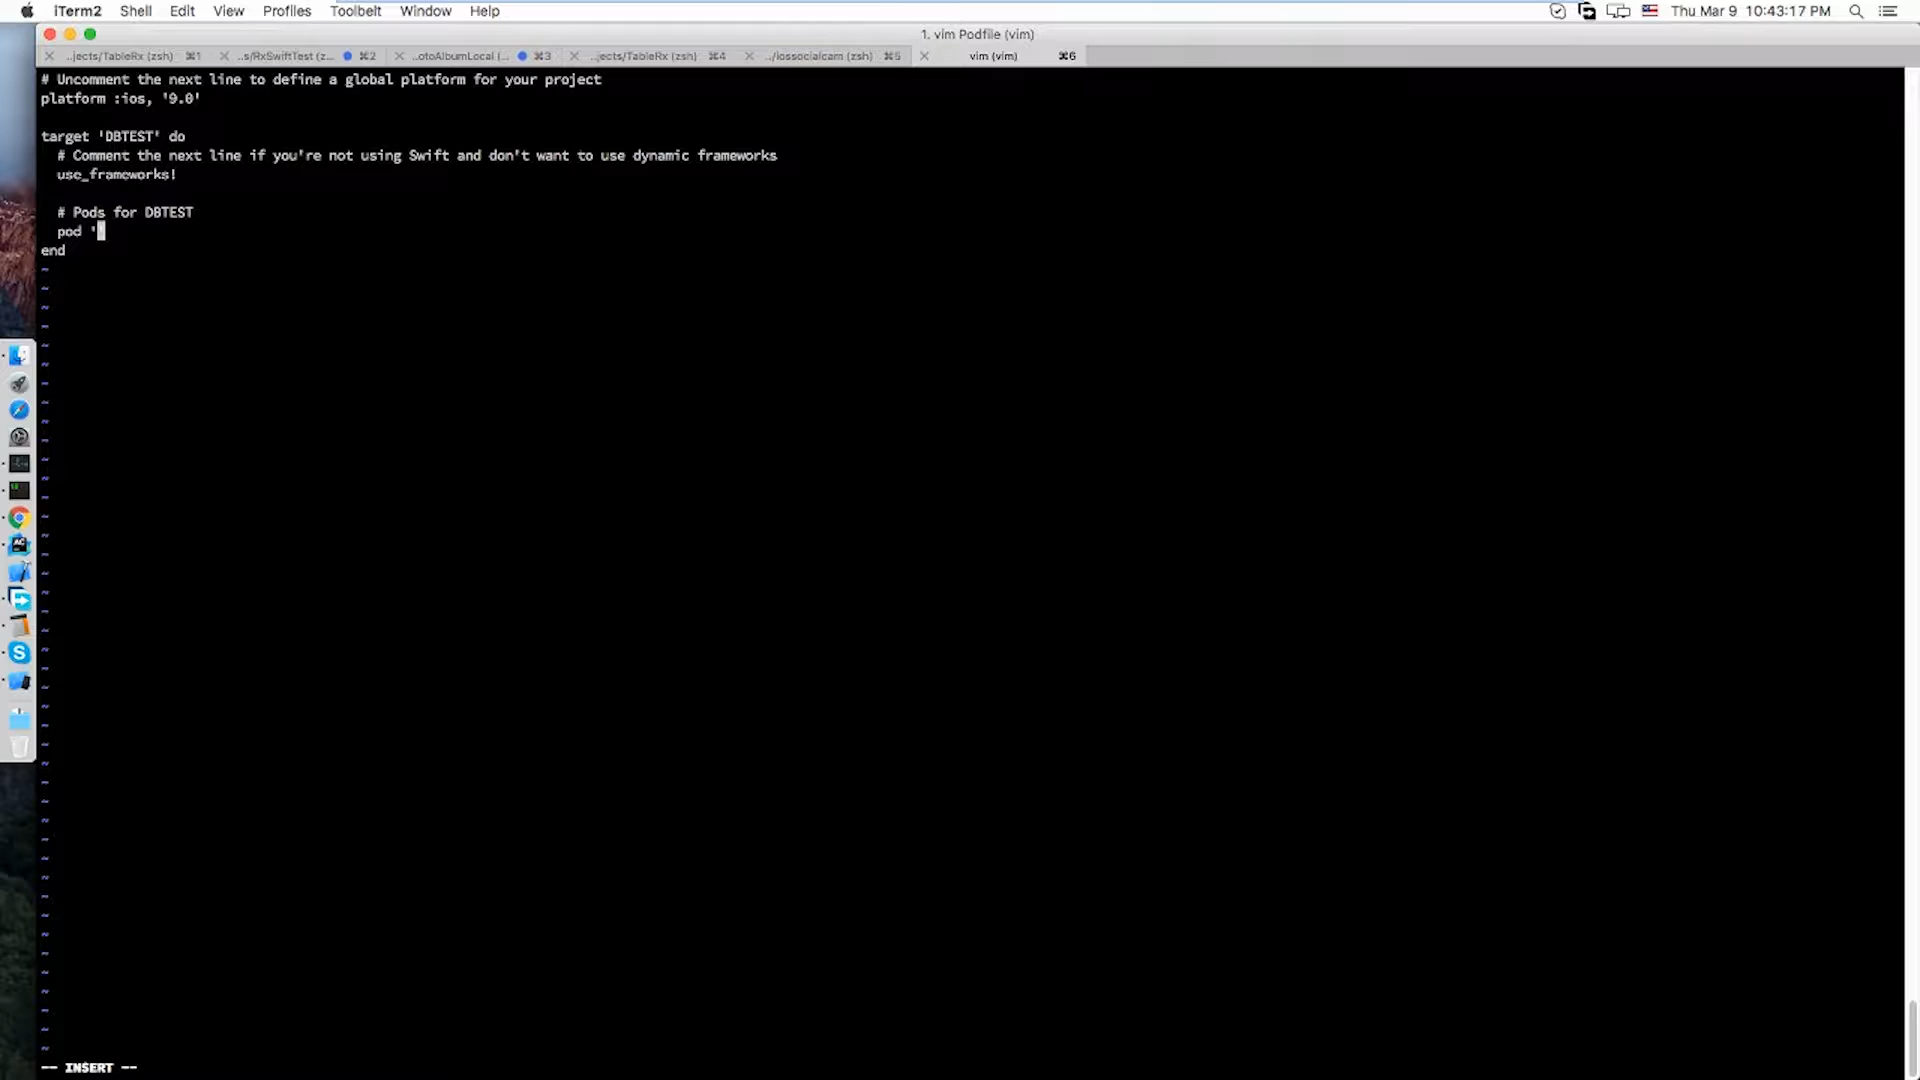 iTerm2 Shell Edit View Profiles Toolbelt Window Help Thu Mar 9 10:43:17 PM
1. vim Podfile (vim)
..jects/TableRx (zsh) ⌘1 ..s/RxSwiftTest (z... ⌘2 ..otoAlbumLocal (... ⌘3 ..jects/TableRx (zsh) ⌘4 ../iossocialcam (zsh) ⌘5 vim (vim) ⌘6
# Uncomment the next line to define a global platform for your project
platform :ios, '9.0'
target 'DBTEST' do
# Comment the next line if you're not using Swift and don't want to use dynamic frameworks
use_frameworks!
# Pods for DBTEST
pod ''
end
-- INSERT --